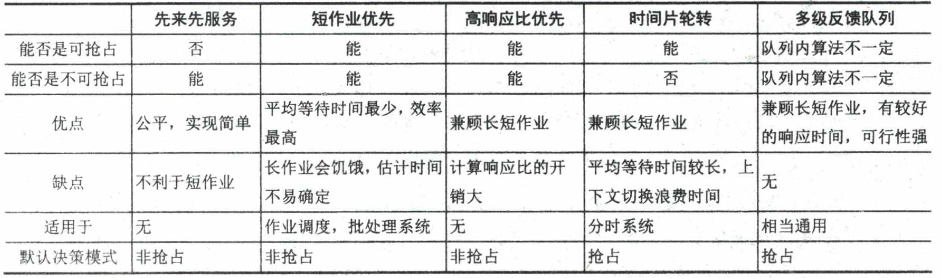 先来先服务 短作业优先 高响应比优先 时间片轮转 多级反馈队列
能否是可抢占 否 能 能 能 队列内算法不一定
能否是不可抢占 能 能 能 否 队列内算法不一定
优点 公平，实现简单 平均等待时间最少，效率最高 兼顾长短作业 兼顾长短作业 兼顾长短作业，有较好的响应时间，可行性强
缺点 不利于短作业 长作业会饥饿，估计时间不易确定 计算响应比的开销大 平均等待时间较长，上下文切换浪费时间 无
适用于 无 作业调度，批处理系统 无 分时系统 相当通用
默认决策模式 非抢占 非抢占 非抢占 抢占 抢占